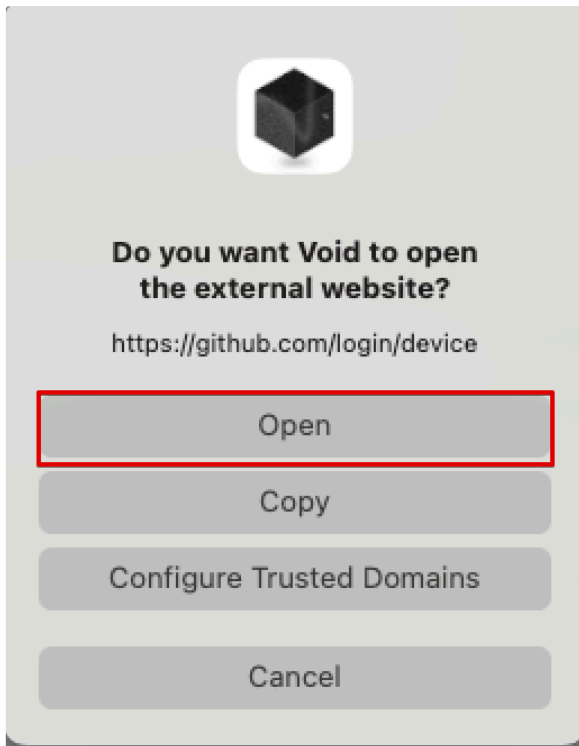 Do you want Void to open
the external website?
https://github.com/login/device
Open
Copy
Configure Trusted Domains
Cancel